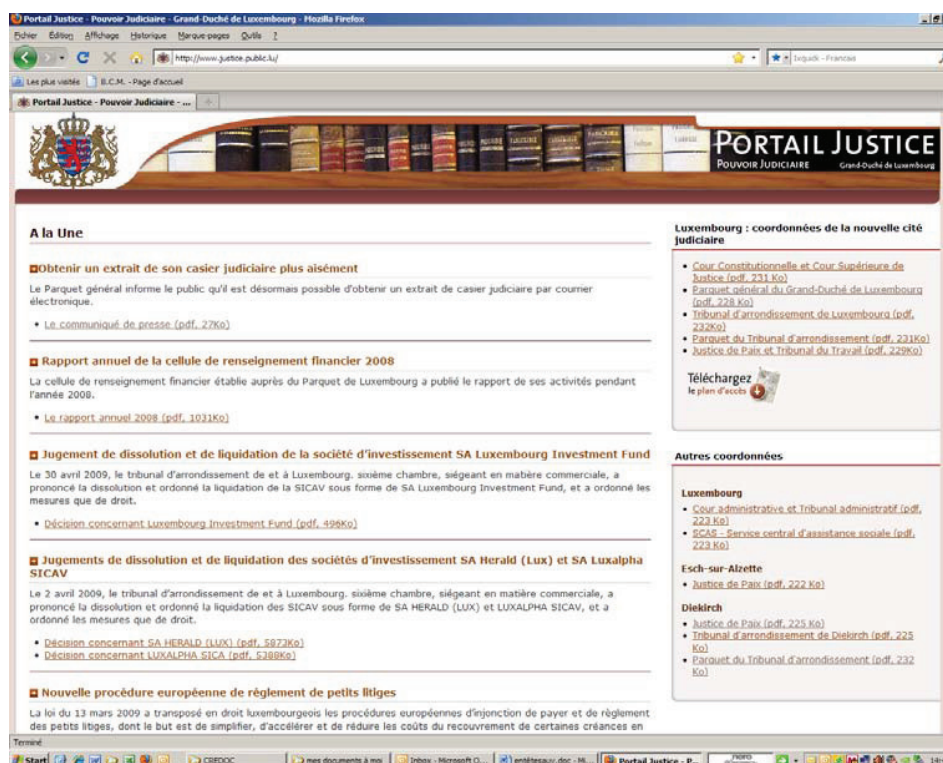 Portail Justice - Pouvoir Judiciaire - Grand-Duché de Luxembourg - Mozilla Firefox
Fichier Édition Affichage Historique Marque-pages Outils ?
http://www.justice.public.lu/
Ixquick - Francais
Les plus visités B.C.M. - Page d'accueil
Portail Justice - Pouvoir Judiciaire - ...
PORTAIL JUSTICE
POUVOIR JUDICIAIRE Grand-Duché de Luxembourg
A la Une
Obtenir un extrait de son casier judiciaire plus aisément
Le Parquet général informe le public qu'il est désormais possible d'obtenir un extrait de casier judiciaire par courrier
électronique.
• Le communiqué de presse (pdf, 27Ko)
Rapport annuel de la cellule de renseignement financier 2008
La cellule de renseignement financier établie auprès du Parquet de Luxembourg a publié le rapport de ses activités pendant
l'année 2008.
• Le rapport annuel 2008 (pdf, 1031Ko)
Jugement de dissolution et de liquidation de la société d'investissement SA Luxembourg Investment Fund
Le 30 avril 2009, le tribunal d'arrondissement de et à Luxembourg. sixième chambre, siégeant en matière commerciale, a
prononcé la dissolution et ordonné la liquidation de la SICAV sous forme de SA Luxembourg Investment Fund, et a ordonné les
mesures que de droit.
• Décision concernant Luxembourg Investment Fund (pdf, 496Ko)
Jugements de dissolution et de liquidation des sociétés d'investissement SA Herald (Lux) et SA Luxalpha
SICAV
Le 2 avril 2009, le tribunal d'arrondissement de et à Luxembourg. sixième chambre, siégeant en matière commerciale, a
prononcé la dissolution et ordonné la liquidation des SICAV sous forme de SA HERALD (LUX) et LUXALPHA SICAV, et a
ordonné les mesures que de droit.
• Décision concernant SA HERALD (LUX) (pdf, 5873Ko)
• Décision concernant LUXALPHA SICA (pdf, 5388Ko)
Nouvelle procédure européenne de règlement de petits litiges
La loi du 13 mars 2009 a transposé en droit luxembourgeois les procédures européennes d'injonction de payer et de règlement
des petits litiges, dont le but est de simplifier, d'accélérer et de réduire les coûts du recouvrement de certaines créances en
Luxembourg : coordonnées de la nouvelle cité
judiciaire
• Cour Constitutionnelle et Cour Supérieure de
Justice (pdf, 231 Ko)
• Parquet général du Grand-Duché de Luxembourg
(pdf, 228 Ko)
• Tribunal d'arrondissement de Luxembourg (pdf,
232Ko)
• Parquet du Tribunal d'arrondissement (pdf, 231Ko)
• Justice de Paix et Tribunal du Travail (pdf, 229Ko)
Téléchargez
le plan d'accès
Autres coordonnées
Luxembourg
• Cour administrative et Tribunal administratif (pdf,
223 Ko)
• SCAS - Service central d'assistance sociale (pdf,
223 Ko)
Esch-sur-Alzette
• Justice de Paix (pdf, 222 Ko)
Diekirch
• Justice de Paix (pdf, 225 Ko)
• Tribunal d'arrondissement de Diekirch (pdf, 225
Ko)
• Parquet du Tribunal d'arrondissement (pdf, 232
Ko)
Terminé
Start CREDOC mes documents à moi Inbox - Microsoft O... entêtesauv.doc - Mi... Portail Justice - P...